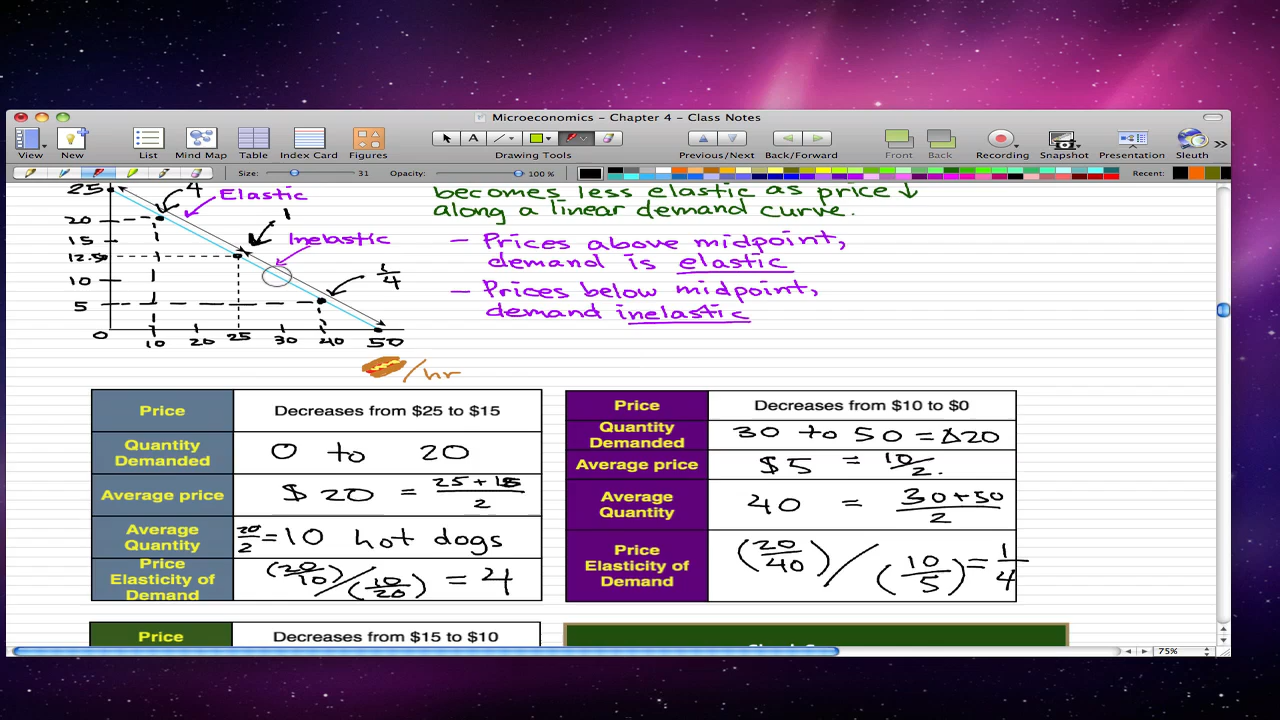 Microeconomics - Chapter 4 - Class Notes
View New List Mind Map Table Index Card Figures Drawing Tools Previous/Next Back/Forward Front Back Recording Snapshot Presentation Sleuth
Size: 31 Opacity: 100 % Recent:
becomes less elastic as price ↓
along a linear demand curve.
- Prices above midpoint,
demand is elastic
- Prices below midpoint,
demand inelastic
25
20
15
12.50
10
5
0
10 20 25 30 40 50
4
Elastic
1
Inelastic
1/4
/hr
Price Decreases from $25 to $15
Quantity Demanded 0 to 20
Average price $20 = 25+15/2
Average Quantity 20/2 = 10 hot dogs
Price Elasticity of Demand (20/10)/(10/20) = 4
Price Decreases from $10 to $0
Quantity Demanded 30 to 50 = Δ20
Average price $5 = 10/2.
Average Quantity 40 = 30+50/2
Price Elasticity of Demand (20/40)/(10/5) = 1/4
Price Decreases from $15 to $10
75%